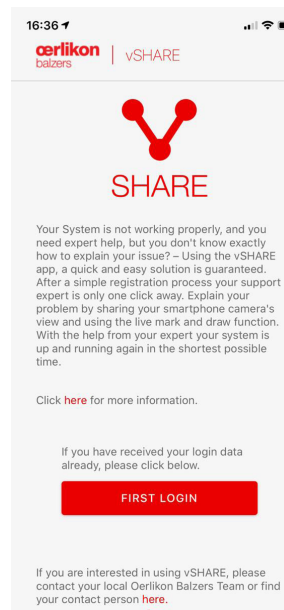 16:36
œrlikon
balzers
vSHARE
SHARE
Your System is not working properly, and you
need expert help, but you don't know exactly
how to explain your issue? – Using the vSHARE
app, a quick and easy solution is guaranteed.
After a simple registration process your support
expert is only one click away. Explain your
problem by sharing your smartphone camera's
view and using the live mark and draw function.
With the help from your expert your system is
up and running again in the shortest possible
time.
Click here for more information.
If you have received your login data
already, please click below.
FIRST LOGIN
If you are interested in using vSHARE, please
contact your local Oerlikon Balzers Team or find
your contact person here.